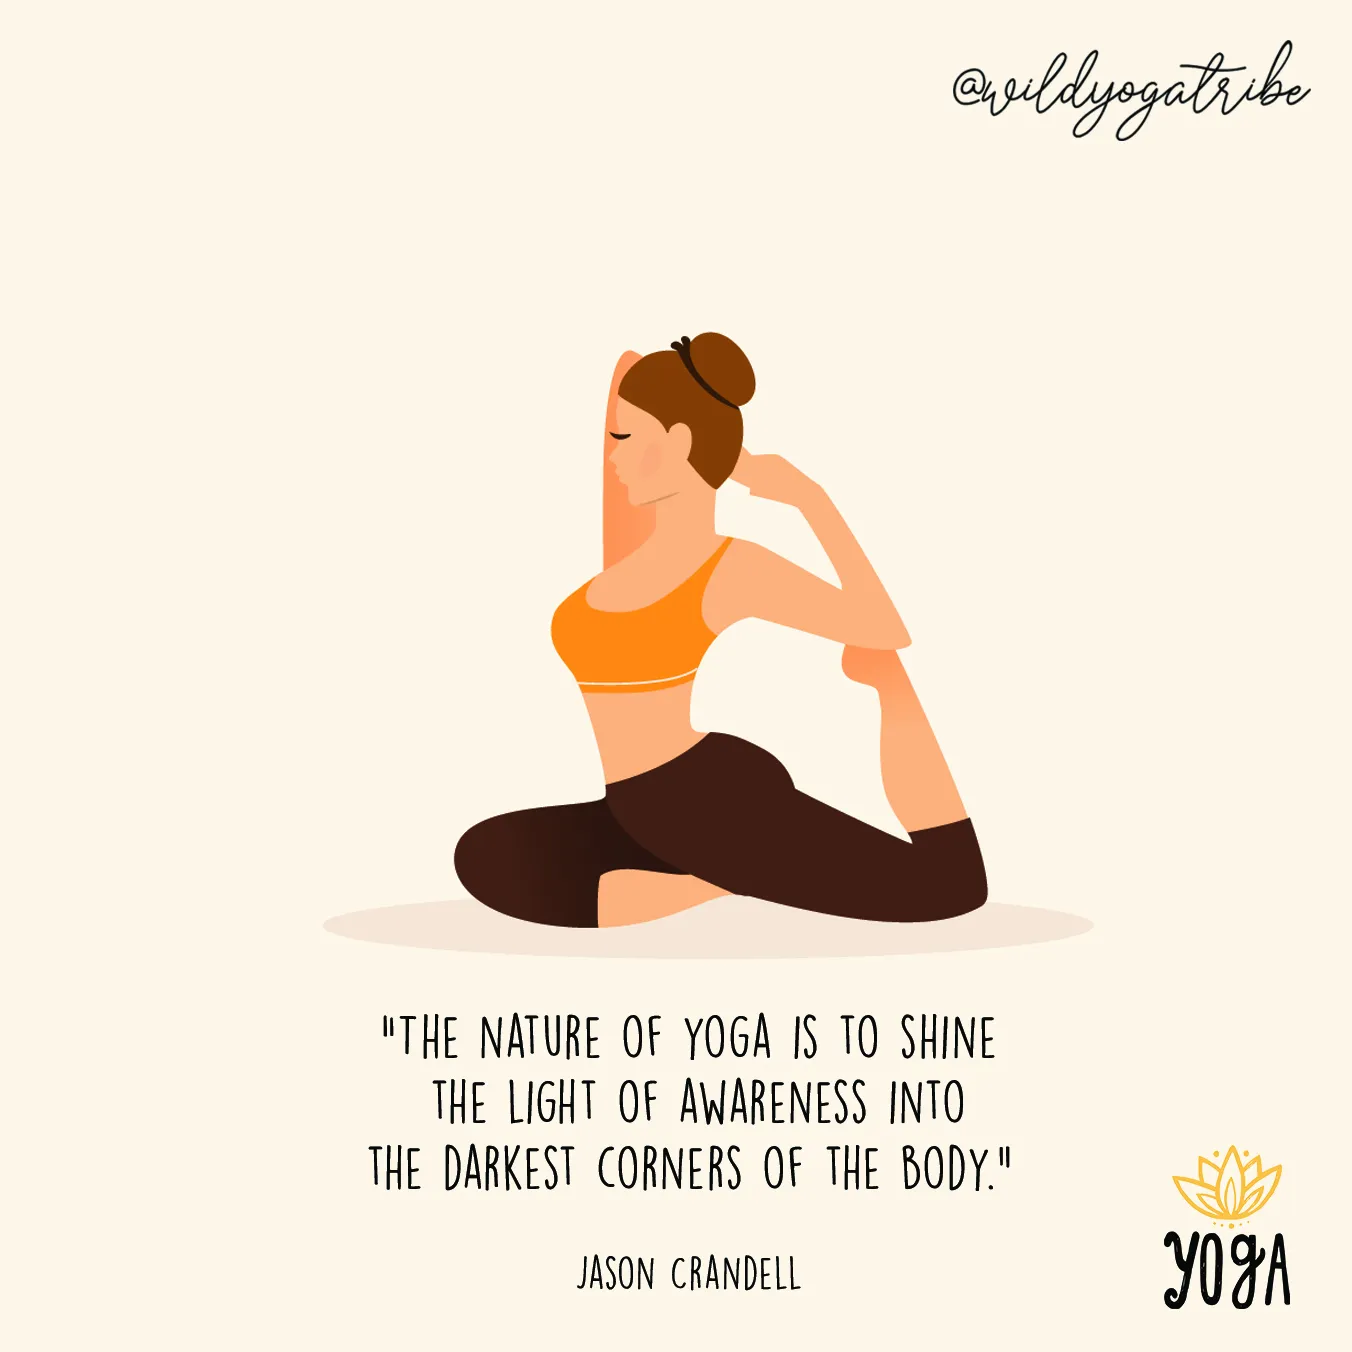 @wildyogatribe
"THE NATURE OF YOGA IS TO SHINE
THE LIGHT OF AWARENESS INTO
THE DARKEST CORNERS OF THE BODY."
JASON CRANDELL
YOgA